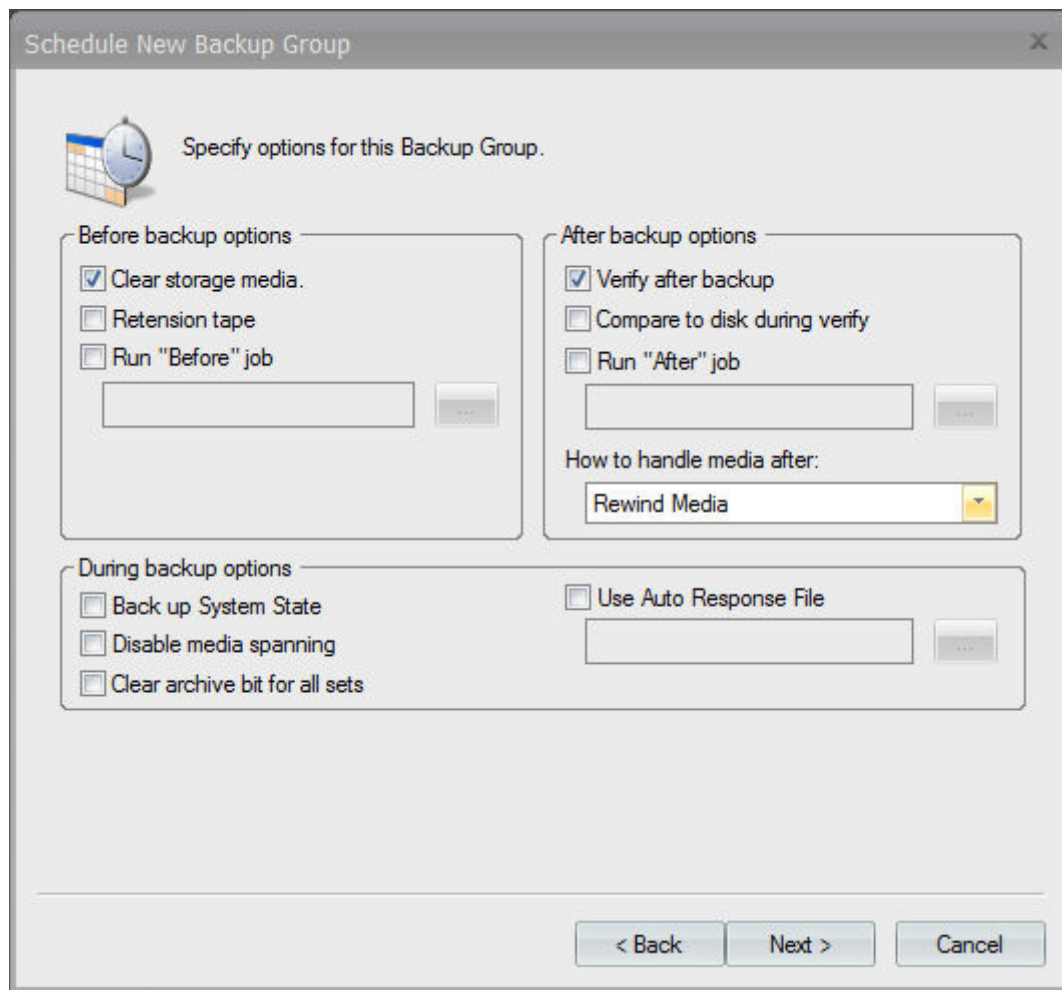 Schedule New Backup Group
Specify options for this Backup Group.
Before backup options
Clear storage media.
Retension tape
Run "Before" job
...
After backup options
Verify after backup
Compare to disk during verify
Run "After" job
...
How to handle media after:
Rewind Media
During backup options
Back up System State
Disable media spanning
Clear archive bit for all sets
Use Auto Response File
...
< Back
Next >
Cancel